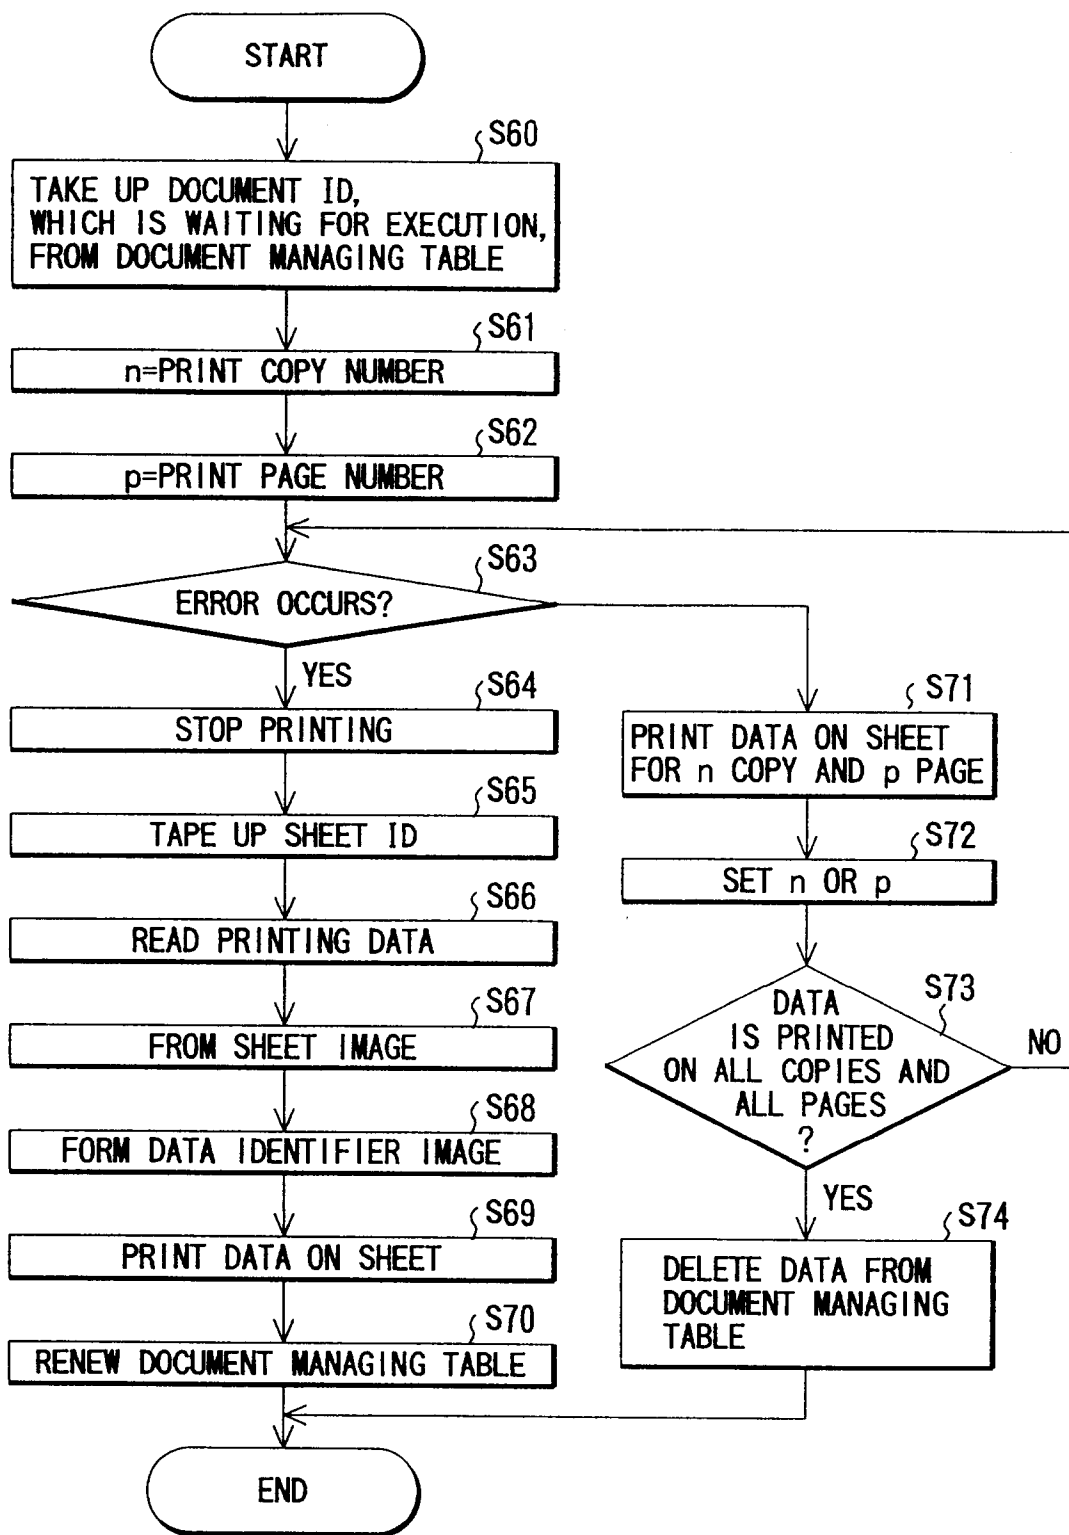 START
S60
TAKE UP DOCUMENT ID,
WHICH IS WAITING FOR EXECUTION,
FROM DOCUMENT MANAGING TABLE
S61
n=PRINT COPY NUMBER
S62
p=PRINT PAGE NUMBER
S63
ERROR OCCURS?
YES
S64
STOP PRINTING
S65
TAPE UP SHEET ID
S66
READ PRINTING DATA
S67
FROM SHEET IMAGE
S68
FORM DATA IDENTIFIER IMAGE
S69
PRINT DATA ON SHEET
S70
RENEW DOCUMENT MANAGING TABLE
S71
PRINT DATA ON SHEET
FOR n COPY AND p PAGE
S72
SET n OR p
S73
DATA
IS PRINTED
ON ALL COPIES AND
ALL PAGES
?
NO
YES
S74
DELETE DATA FROM
DOCUMENT MANAGING
TABLE
END